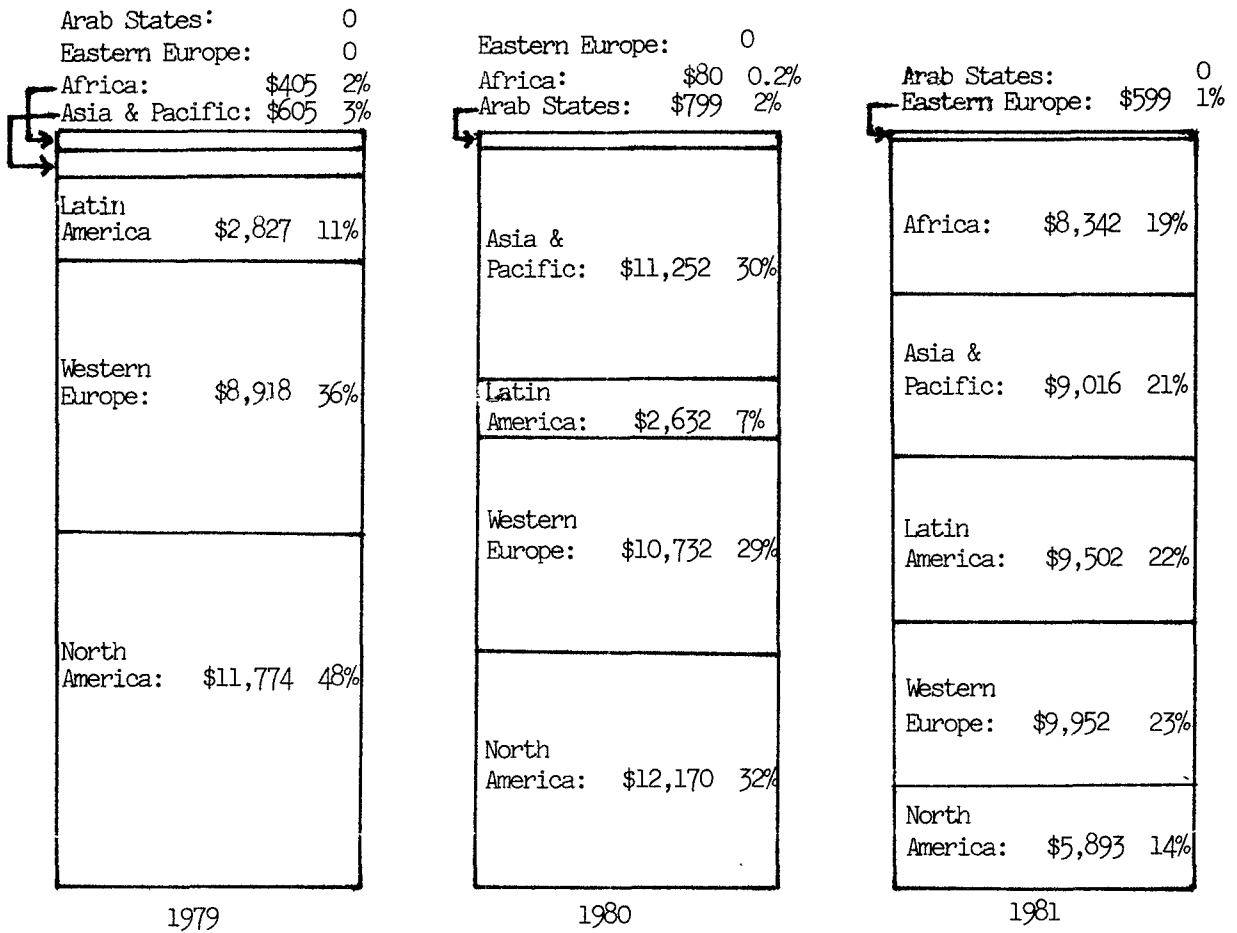 Arab States: 0
Eastern Europe: 0
Africa: $405 2%
Asia & Pacific: $605 3%
Latin
America $2,827 11%
Western
Europe: $8,918 36%
North
America: $11,774 48%
1979
Eastern Europe: 0
Africa: $80 0.2%
Arab States: $799 2%
Asia &
Pacific: $11,252 30%
Latin
America: $2,632 7%
Western
Europe: $10,732 29%
North
America: $12,170 32%
1980
Arab States: 0
Eastern Europe: $599 1%
Africa: $8,342 19%
Asia &
Pacific: $9,016 21%
Latin
America: $9,502 22%
Western
Europe: $9,952 23%
North
America: $5,893 14%
1981